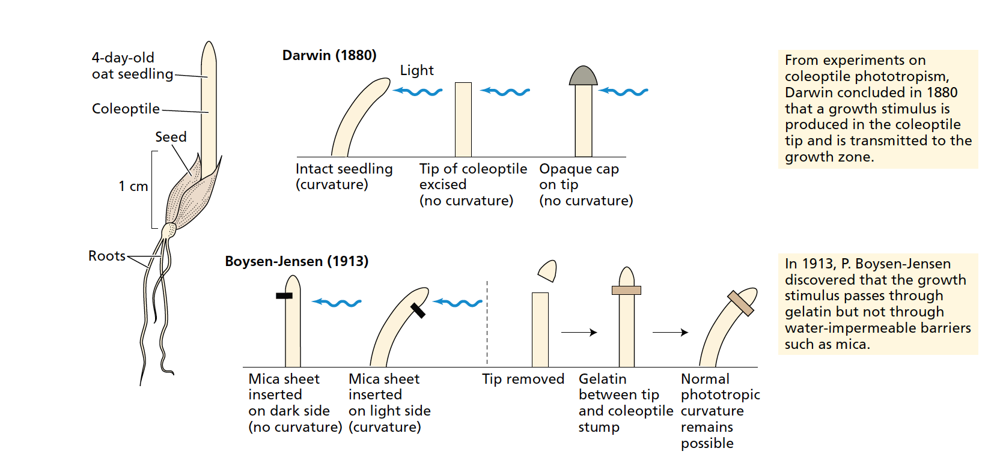 4-day-old
oat seedling
Coleoptile
Seed
1 cm
Roots
Darwin (1880)
Light
Intact seedling
(curvature)
Tip of coleoptile
excised
(no curvature)
Opaque cap
on tip
(no curvature)
From experiments on
coleoptile phototropism,
Darwin concluded in 1880
that a growth stimulus is
produced in the coleoptile
tip and is transmitted to the
growth zone.
Boysen-Jensen (1913)
Mica sheet
inserted
on dark side
(no curvature)
Mica sheet
inserted
on light side
(curvature)
Tip removed
Gelatin
between tip
and coleoptile
stump
Normal
phototropic
curvature
remains
possible
In 1913, P. Boysen-Jensen
discovered that the growth
stimulus passes through
gelatin but not through
water-impermeable barriers
such as mica.